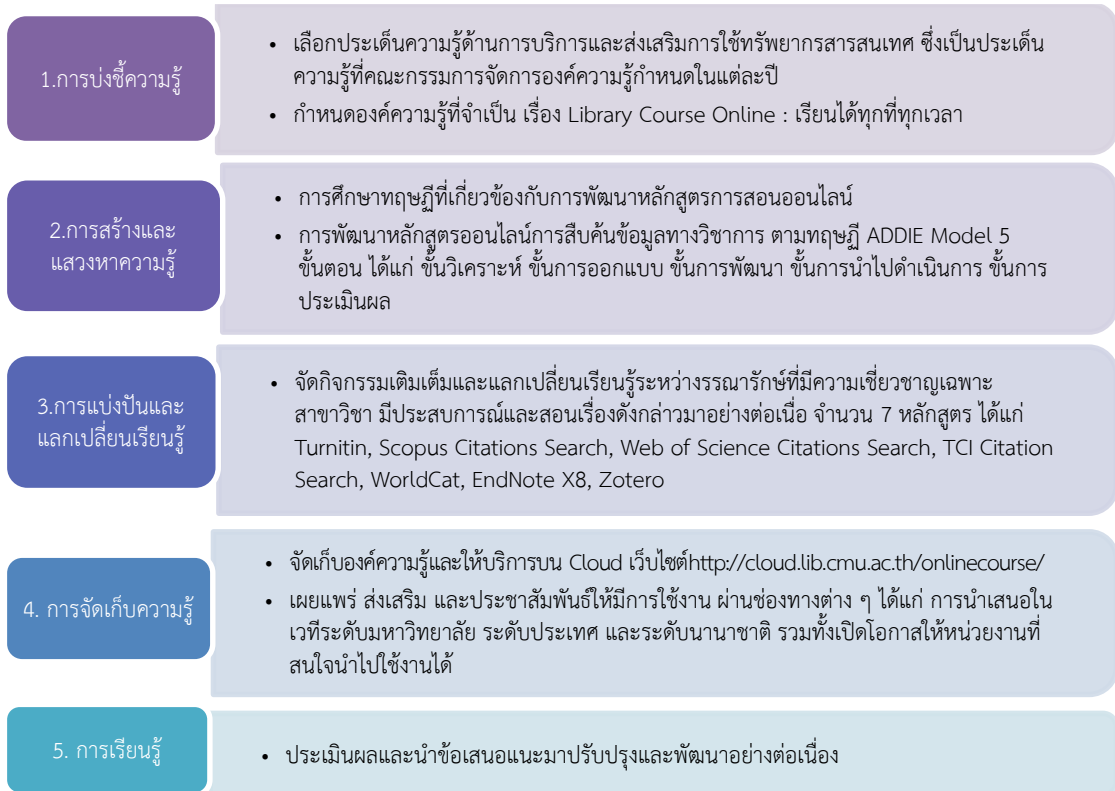 1.การบ่งชี้ความรู้
• เลือกประเด็นความรู้ด้านการบริการและส่งเสริมการใช้ทรัพยากรสารสนเทศ ซึ่งเป็นประเด็น
ความรู้ที่คณะกรรมการจัดการองค์ความรู้กำหนดในแต่ละปี
• กำหนดองค์ความรู้ที่จำเป็น เรื่อง Library Course Online : เรียนได้ทุกที่ทุกเวลา
2.การสร้างและ
แสวงหาความรู้
• การศึกษาทฤษฎีที่เกี่ยวข้องกับการพัฒนาหลักสูตรการสอนออนไลน์
• การพัฒนาหลักสูตรออนไลน์การสืบค้นข้อมูลทางวิชาการ ตามทฤษฎี ADDIE Model 5
ขั้นตอน ได้แก่ ขั้นวิเคราะห์ ขั้นการออกแบบ ขั้นการพัฒนา ขั้นการนำไปดำเนินการ ขั้นการ
ประเมินผล
3.การแบ่งปันและ
แลกเปลี่ยนเรียนรู้
• จัดกิจกรรมเติมเต็มและแลกเปลี่ยนเรียนรู้ระหว่างบรรณารักษ์ที่มีความเชี่ยวชาญเฉพาะ
สาขาวิชา มีประสบการณ์และสอนเรื่องดังกล่าวมาอย่างต่อเนื่อ จำนวน 7 หลักสูตร ได้แก่
Turnitin, Scopus Citations Search, Web of Science Citations Search, TCI Citation
Search, WorldCat, EndNote X8, Zotero
4. การจัดเก็บความรู้
• จัดเก็บองค์ความรู้และให้บริการบน Cloud เว็บไซต์http://cloud.lib.cmu.ac.th/onlinecourse/
• เผยแพร่ ส่งเสริม และประชาสัมพันธ์ให้มีการใช้งาน ผ่านช่องทางต่าง ๆ ได้แก่ การนำเสนอใน
เวทีระดับมหาวิทยาลัย ระดับประเทศ และระดับนานาชาติ รวมทั้งเปิดโอกาสให้หน่วยงานที่
สนใจนำไปใช้งานได้
5. การเรียนรู้
• ประเมินผลและนำข้อเสนอแนะมาปรับปรุงและพัฒนาอย่างต่อเนื่อง